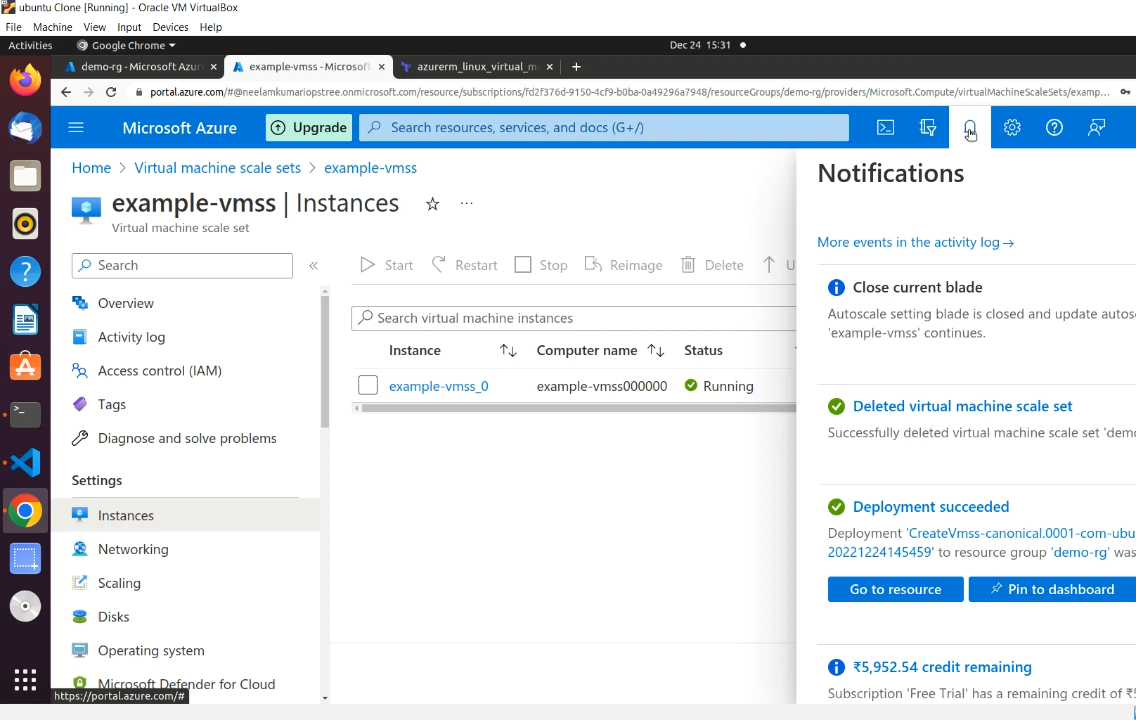 ubuntu Clone [Running] - Oracle VM VirtualBox
File Machine View Input Devices Help
Activities Google Chrome Dec 24 15:31
demo-rg - Microsoft Azur example-vmss - Microsoft azurerm_linux_virtual_m
portal.azure.com/#@neelamkumariopstree.onmicrosoft.com/resource/subscriptions/fd2f376d-9150-4cf9-b0ba-0a49296a7948/resourceGroups/demo-rg/providers/Microsoft.Compute/virtualMachineScaleSets/examp...
Microsoft Azure Upgrade Search resources, services, and docs (G+/)
Home > Virtual machine scale sets > example-vmss
example-vmss | Instances ...
Virtual machine scale set
Search
Start Restart Stop Reimage Delete U
Overview
Activity log
Access control (IAM)
Tags
Diagnose and solve problems
Settings
Instances
Networking
Scaling
Disks
Operating system
Microsoft Defender for Cloud
https://portal.azure.com/#
Search virtual machine instances
Instance Computer name Status
example-vmss_0 example-vmss000000 Running
Notifications
More events in the activity log →
Close current blade
Autoscale setting blade is closed and update autos
'example-vmss' continues.
Deleted virtual machine scale set
Successfully deleted virtual machine scale set 'demo
Deployment succeeded
Deployment 'CreateVmss-canonical.0001-com-ubu
20221224145459' to resource group 'demo-rg' was
Go to resource Pin to dashboard
₹5,952.54 credit remaining
Subscription 'Free Trial' has a remaining credit of ₹5